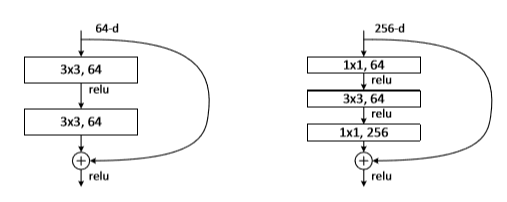 64-d
3x3, 64
relu
3x3, 64
+
relu
256-d
1x1, 64
relu
3x3, 64
relu
1x1, 256
+
relu